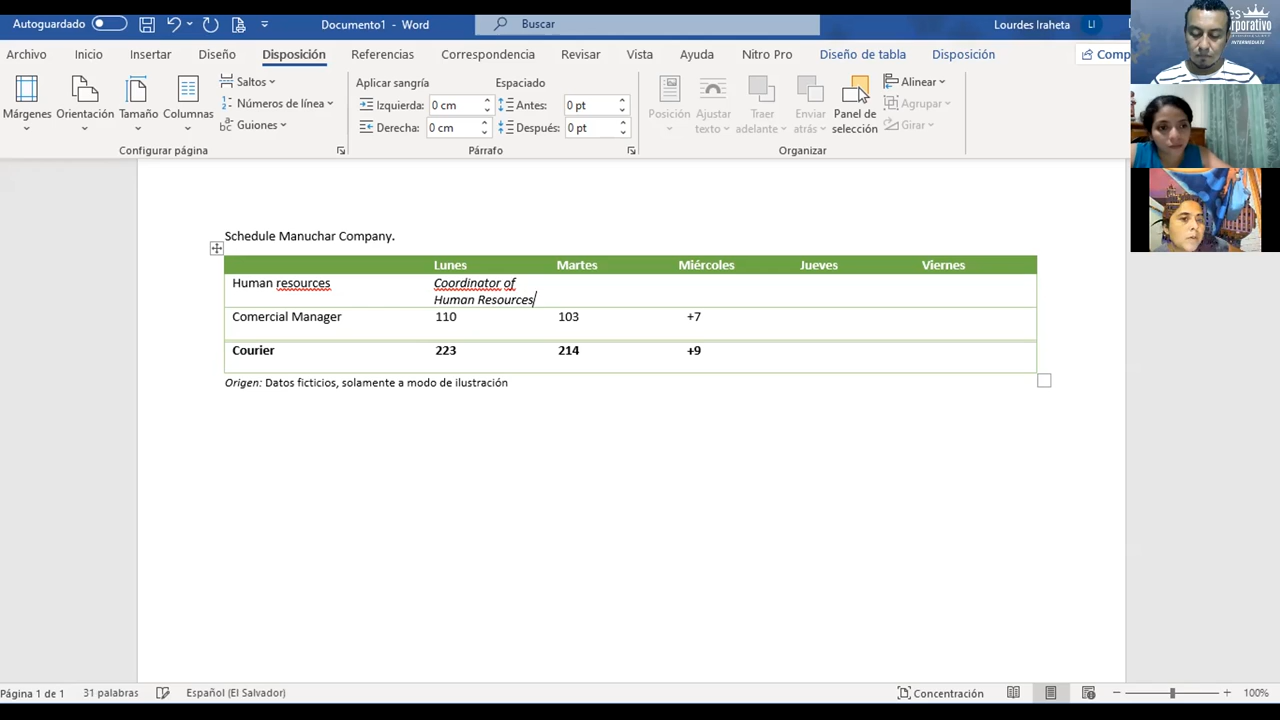 Autoguardado
Documento1 - Word
Buscar
Lourdes Iraheta
LI
Archivo Inicio Insertar Diseño Disposición Referencias Correspondencia Revisar Vista Ayuda Nitro Pro Diseño de tabla Disposición Comp
Márgenes
Orientación
Tamaño
Columnas
Saltos
Números de línea
Guiones
Configurar página
Aplicar sangría
Izquierda: 0 cm
Derecha: 0 cm
Espaciado
Antes: 0 pt
Después: 0 pt
Párrafo
Posición
Ajustar
texto
Traer
adelante
Enviar
atrás
Panel de
selección
Alinear
Agrupar
Girar
Organizar
Schedule Manuchar Company.
Lunes Martes Miércoles Jueves Viernes
Human resources Coordinator of
Human Resources
Comercial Manager 110 103 +7
Courier 223 214 +9
Origen: Datos ficticios, solamente a modo de ilustración
Página 1 de 1 31 palabras Español (El Salvador) Concentración 100%
és
orporativo
INTERMEDIATE